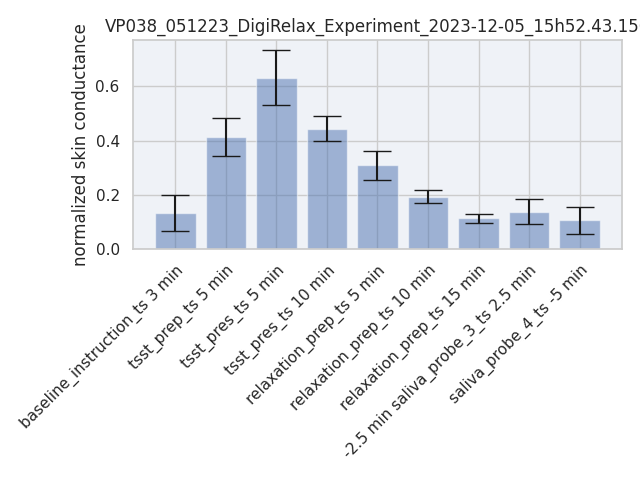 VP038_051223_DigiRelax_Experiment_2023-12-05_15h52.43.15
normalized skin conductance
0.6
0.4
0.2
0.0
baseline_instruction_ts 3 min
tsst_prep_ts 5 min
tsst_pres_ts 5 min
tsst_pres_ts 10 min
relaxation_prep_ts 5 min
relaxation_prep_ts 10 min
relaxation_prep_ts 15 min
-2.5 min saliva_probe_3_ts 2.5 min
saliva_probe_4_ts -5 min